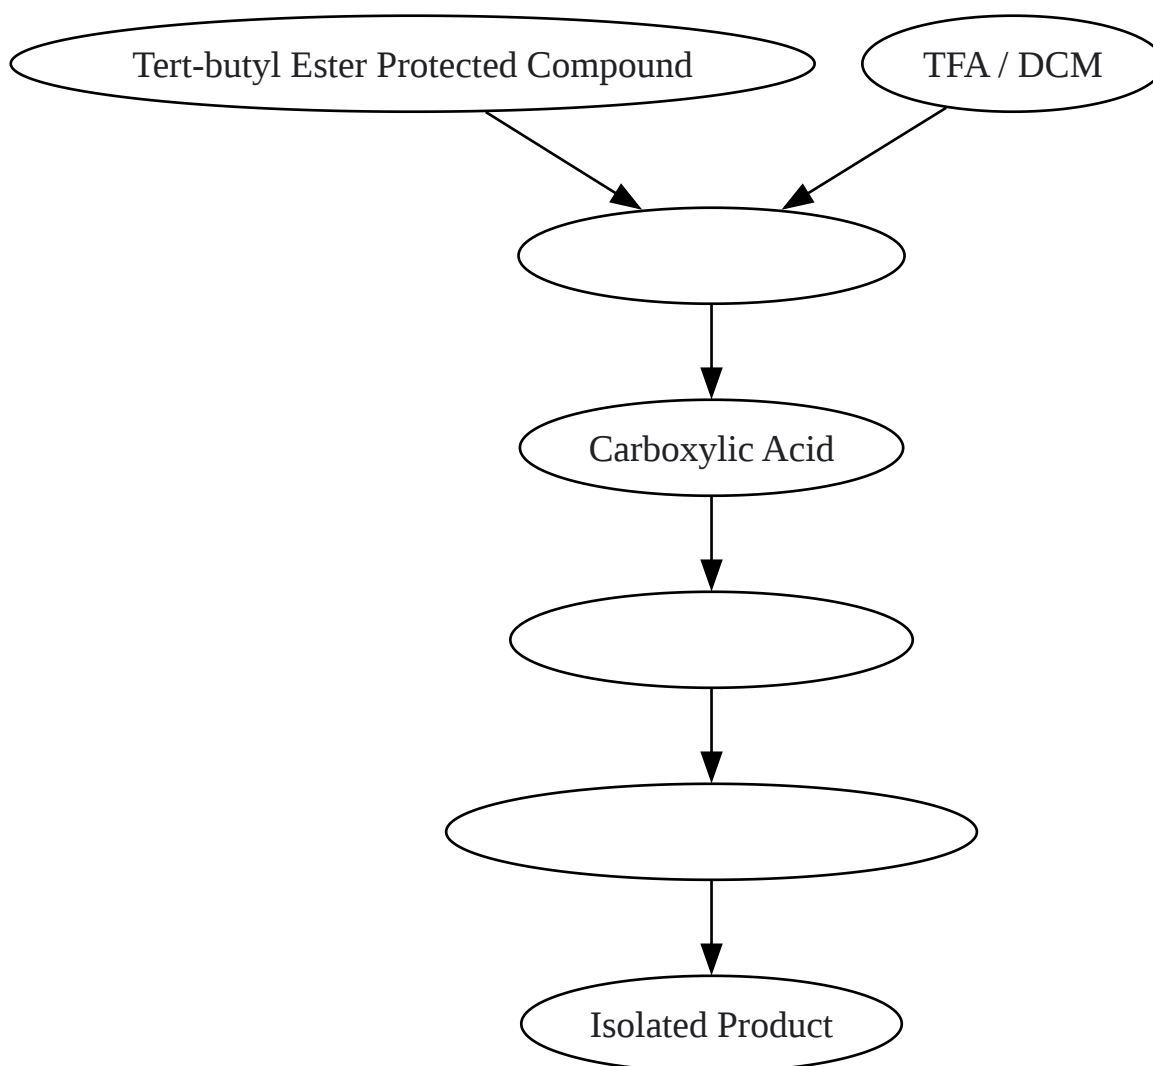 Tert-butyl Ester Protected Compound
TFA / DCM
Carboxylic Acid
Isolated Product